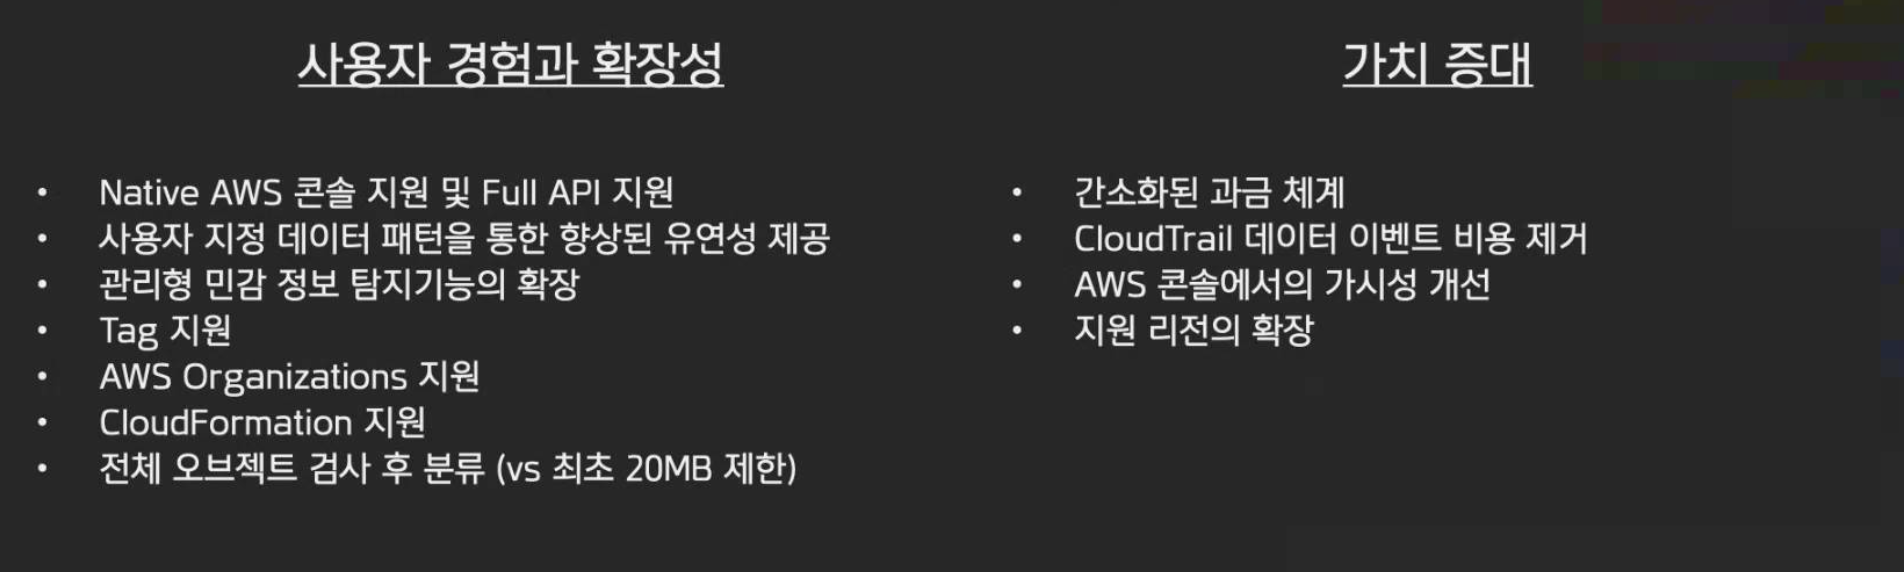 사용자 경험과 확장성
• Native AWS 콘솔 지원 및 Full API 지원
• 사용자 지정 데이터 패턴을 통한 향상된 유연성 제공
• 관리형 민감 정보 탐지기능의 확장
• Tag 지원
• AWS Organizations 지원
• CloudFormation 지원
• 전체 오브젝트 검사 후 분류 (vs 최초 20MB 제한)
가치 증대
• 간소화된 과금 체계
• CloudTrail 데이터 이벤트 비용 제거
• AWS 콘솔에서의 가시성 개선
• 지원 리전의 확장